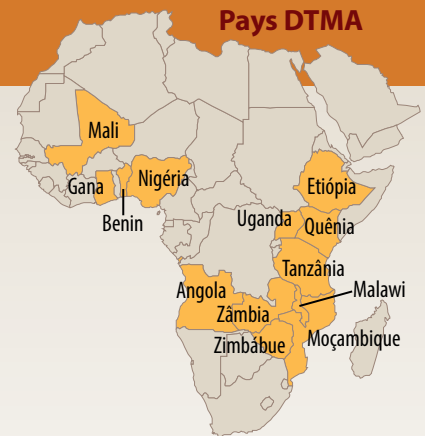 Pays DTMA
Mali
Gana
Benin
Nigéria
Etiópia
Uganda
Quênia
Tanzânia
Angola
Malawi
Zâmbia
Zimbábue
Moçambique